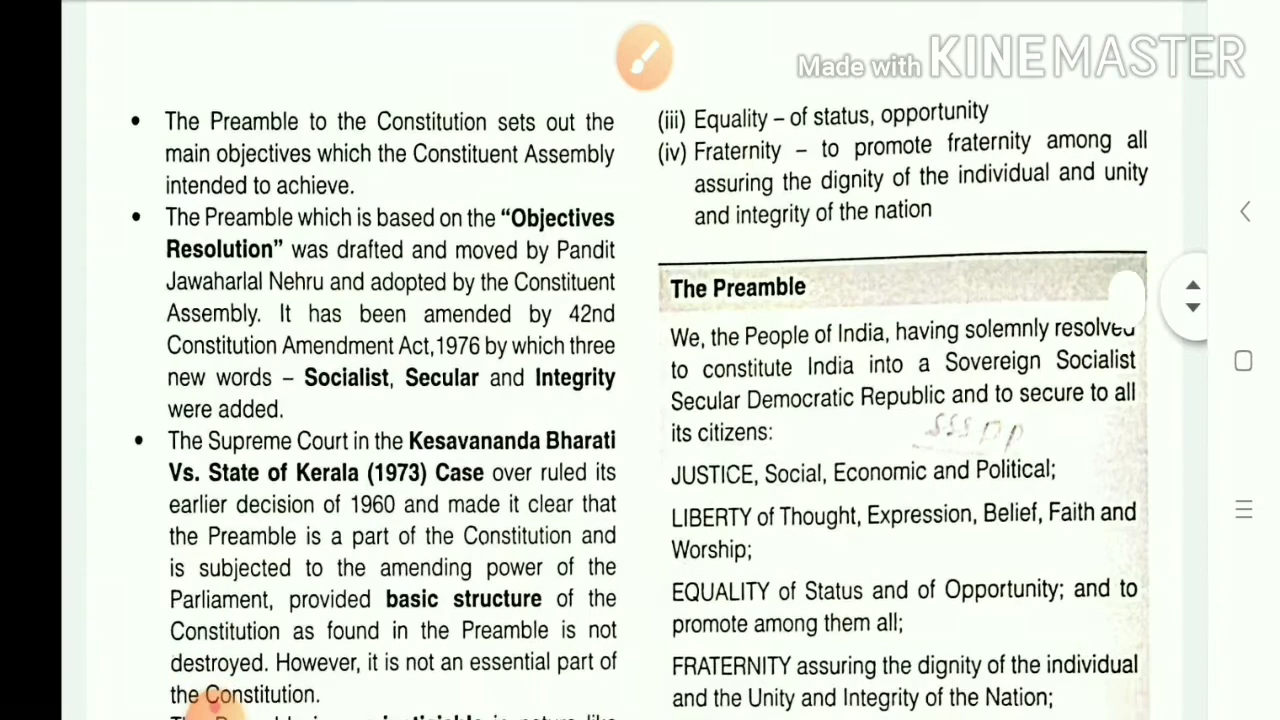 Made with KINEMASTER
• The Preamble to the Constitution sets out the
main objectives which the Constituent Assembly
intended to achieve.
• The Preamble which is based on the “Objectives
Resolution” was drafted and moved by Pandit
Jawaharlal Nehru and adopted by the Constituent
Assembly. It has been amended by 42nd
Constitution Amendment Act,1976 by which three
new words – Socialist, Secular and Integrity
were added.
• The Supreme Court in the Kesavananda Bharati
Vs. State of Kerala (1973) Case over ruled its
earlier decision of 1960 and made it clear that
the Preamble is a part of the Constitution and
is subjected to the amending power of the
Parliament, provided basic structure of the
Constitution as found in the Preamble is not
destroyed. However, it is not an essential part of
the Constitution.
(iii) Equality – of status, opportunity
(iv) Fraternity – to promote fraternity among all
assuring the dignity of the individual and unity
and integrity of the nation
The Preamble
We, the People of India, having solemnly resolved
to constitute India into a Sovereign Socialist
Secular Democratic Republic and to secure to all
its citizens:
JUSTICE, Social, Economic and Political;
LIBERTY of Thought, Expression, Belief, Faith and
Worship;
EQUALITY of Status and of Opportunity; and to
promote among them all;
FRATERNITY assuring the dignity of the individual
and the Unity and Integrity of the Nation;